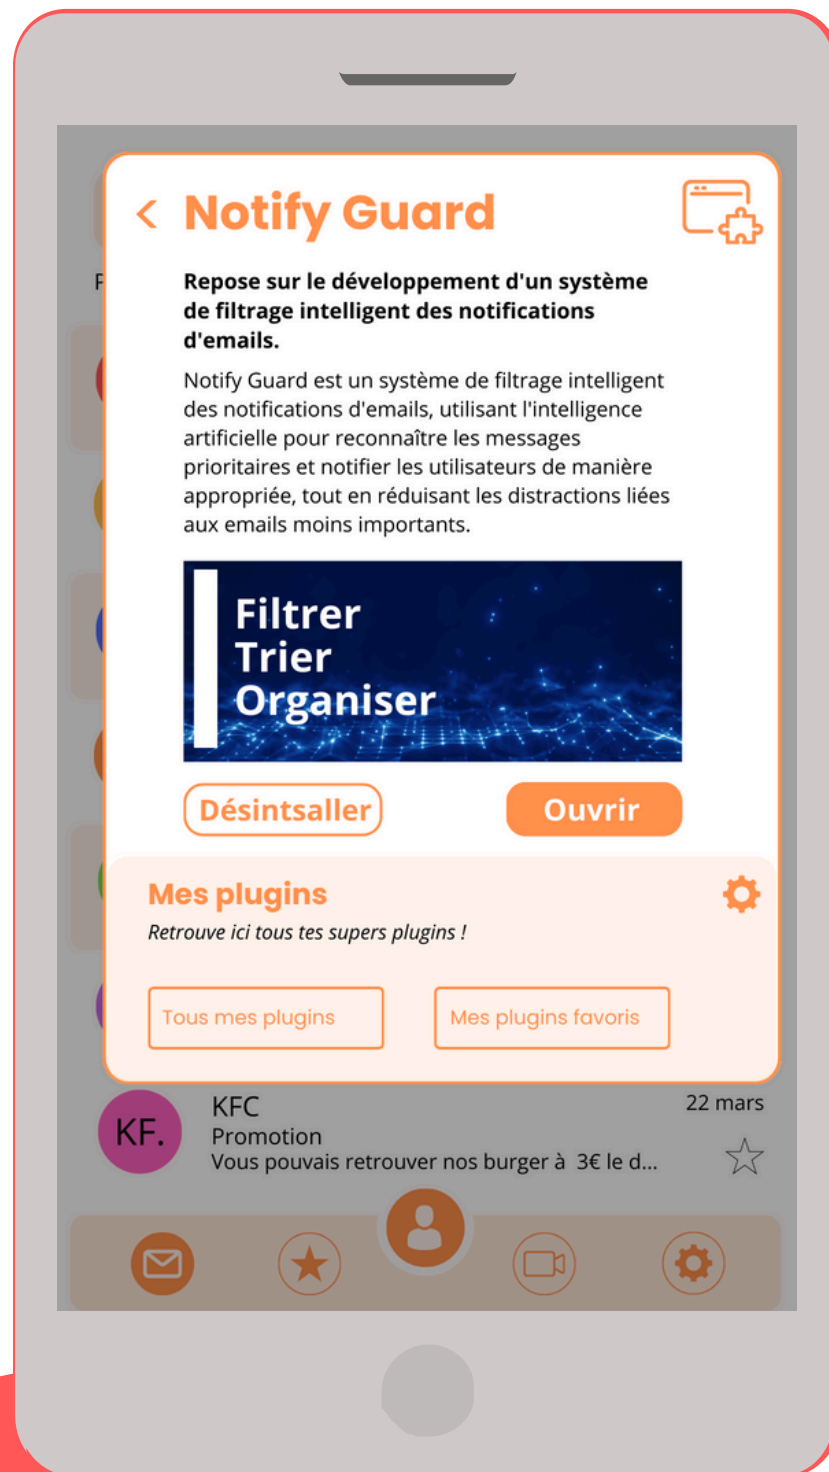 Notify Guard
Repose sur le développement d'un système
de filtrage intelligent des notifications
d'emails.
Notify Guard est un système de filtrage intelligent
des notifications d'emails, utilisant l'intelligence
artificielle pour reconnaître les messages
prioritaires et notifier les utilisateurs de manière
appropriée, tout en réduisant les distractions liées
aux emails moins importants.
Filtrer
Trier
Organiser
Désintsaller
Ouvrir
Mes plugins
Retrouve ici tous tes supers plugins !
Tous mes plugins
Mes plugins favoris
KF.
KFC
22 mars
Promotion
Vous pouvais retrouver nos burger à 3€ le d...